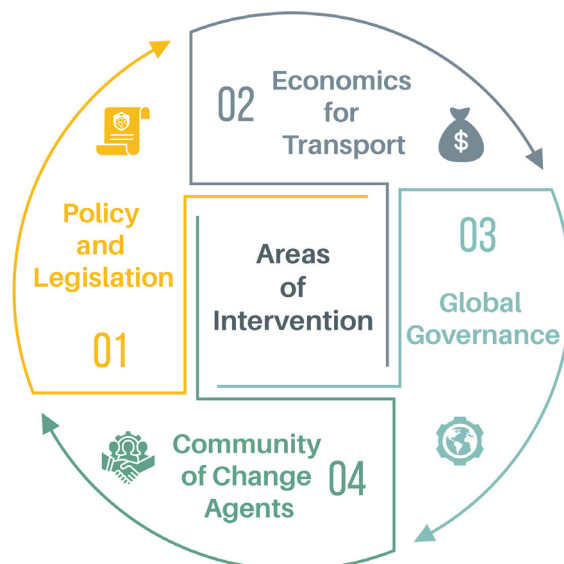 Areas
of
Intervention
Policy
and
Legislation
01
02
Economics
for
Transport
$
03
Global
Governance
Community
of Change
Agents
04